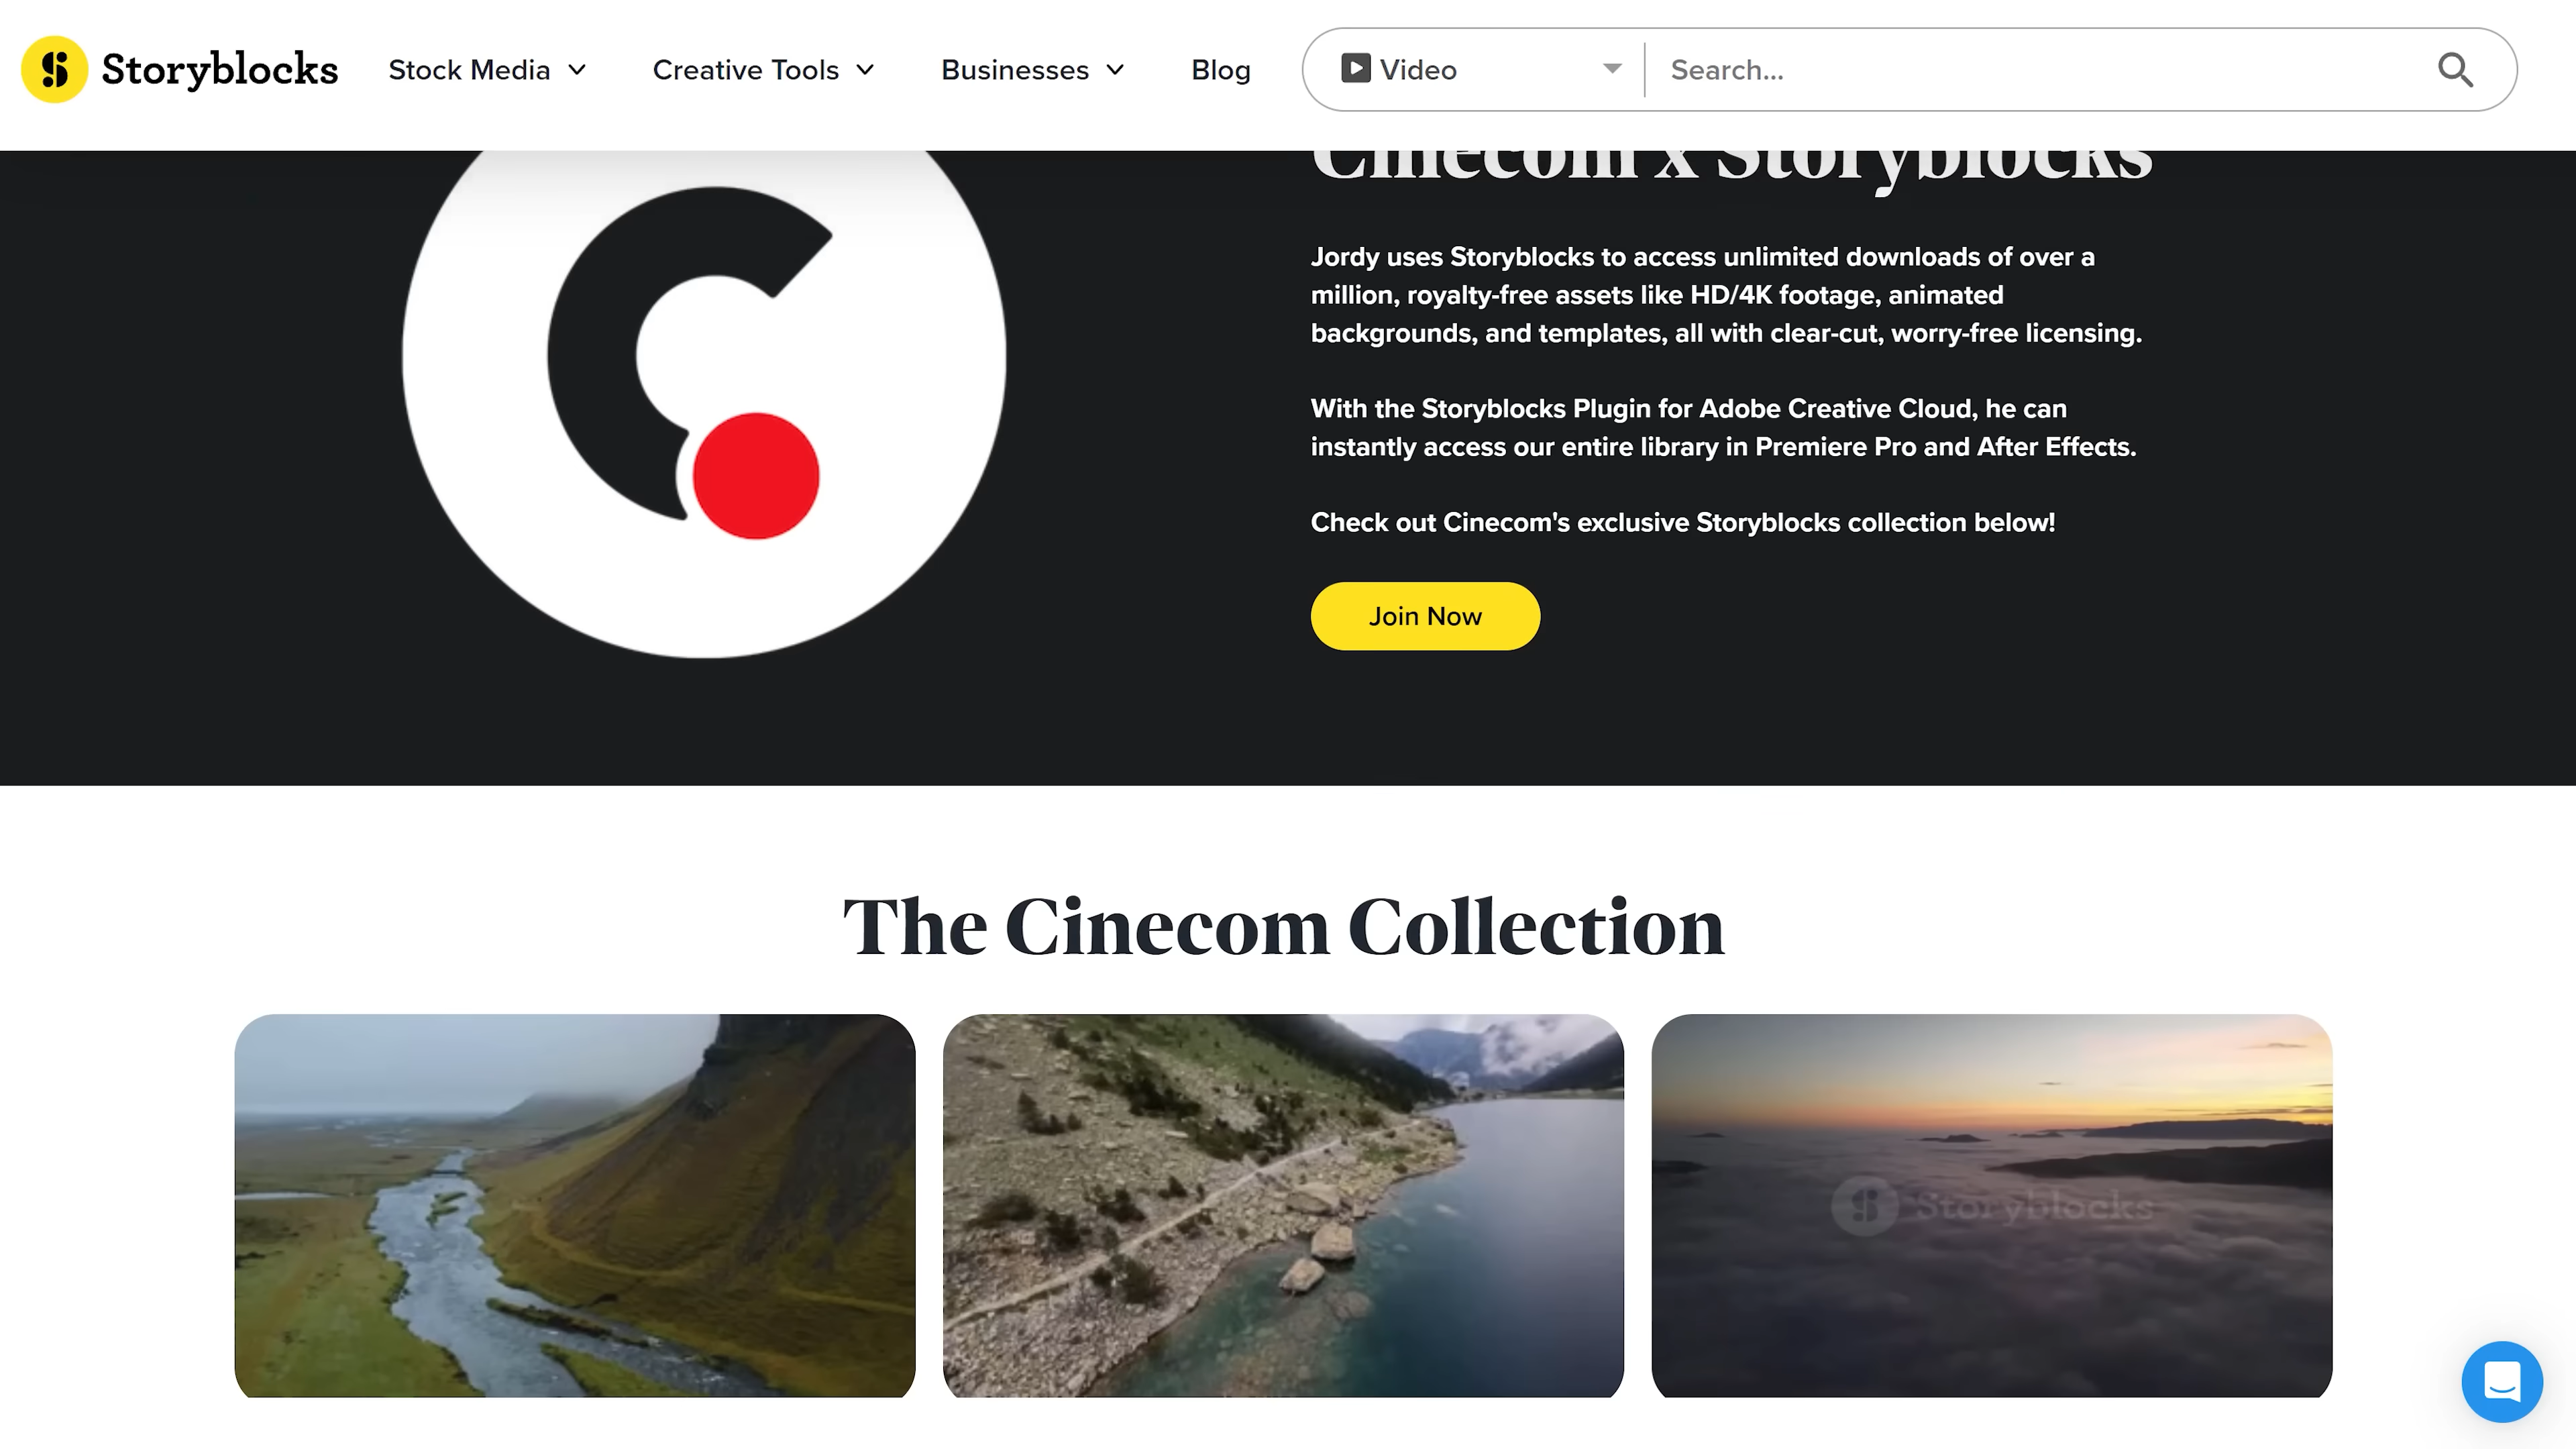 Storyblocks
Stock Media
Creative Tools
Businesses
Blog
Video
Search...
Cinecom x Storyblocks
Jordy uses Storyblocks to access unlimited downloads of over a
million, royalty-free assets like HD/4K footage, animated
backgrounds, and templates, all with clear-cut, worry-free licensing.
With the Storyblocks Plugin for Adobe Creative Cloud, he can
instantly access our entire library in Premiere Pro and After Effects.
Check out Cinecom's exclusive Storyblocks collection below!
Join Now
The Cinecom Collection
Storyblocks